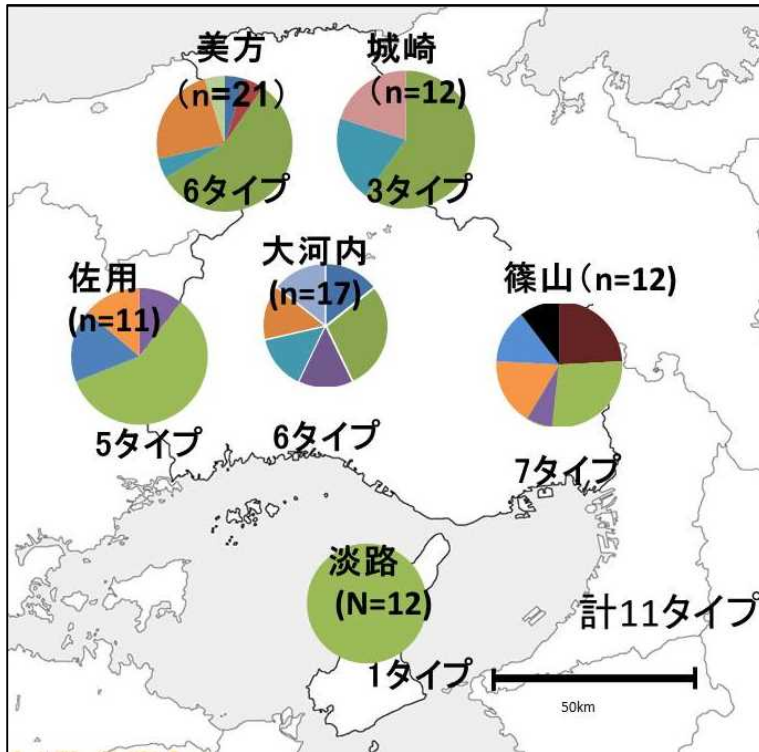 美方
（n=21）
6タイプ
城崎
（n=12)
3タイプ
大河内
(n=17)
6タイプ
佐用
(n=11)
5タイプ
篠山（n=12)
7タイプ
淡路
(N=12)
1タイプ
計11タイプ
50km